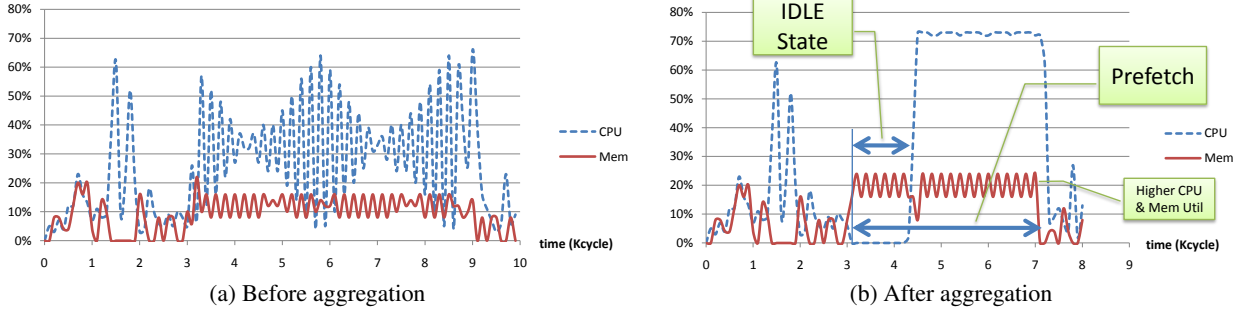 80%
70%
60%
50%
40%
30%
20%
10%
0%
0 1 2 3 4 5 6 7 8 9 10
time (Kcycle)
CPU
Mem
(a) Before aggregation
80%
70%
60%
50%
40%
30%
20%
10%
0%
0 1 2 3 4 5 6 7 8 9
time (Kcycle)
IDLE
State
Prefetch
CPU
Mem
Higher CPU
& Mem Util
(b) After aggregation